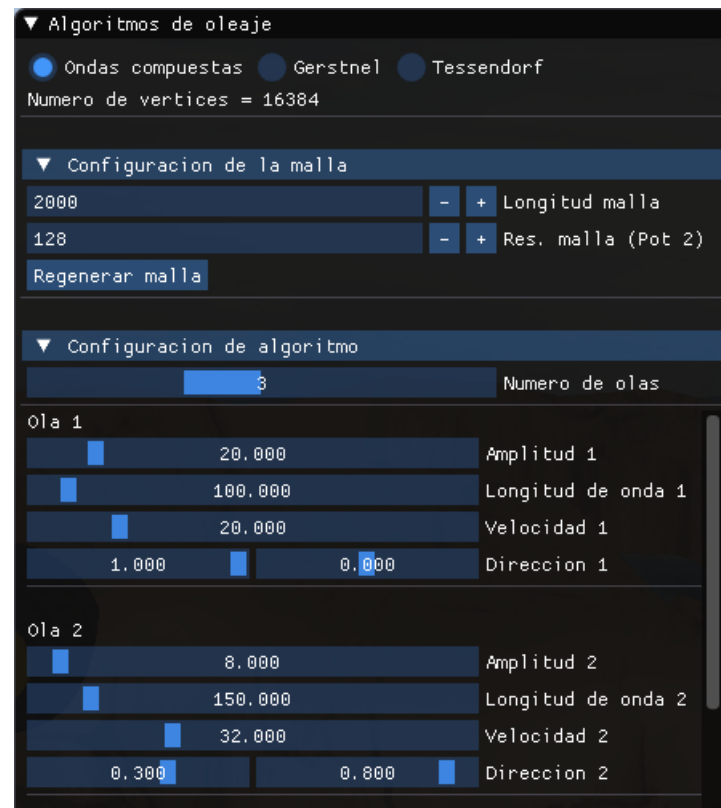 Algoritmos de oleaje
Ondas compuestas Gerstnel Tessendorf
Numero de vertices = 16384
Configuracion de la malla
2000 - + Longitud malla
128 - + Res. malla (Pot 2)
Regenerar malla
Configuracion de algoritmo
3 Numero de olas
Ola 1
20.000 Amplitud 1
100.000 Longitud de onda 1
20.000 Velocidad 1
1.000 0.000 Direccion 1
Ola 2
8.000 Amplitud 2
150.000 Longitud de onda 2
32.000 Velocidad 2
0.300 0.800 Direccion 2